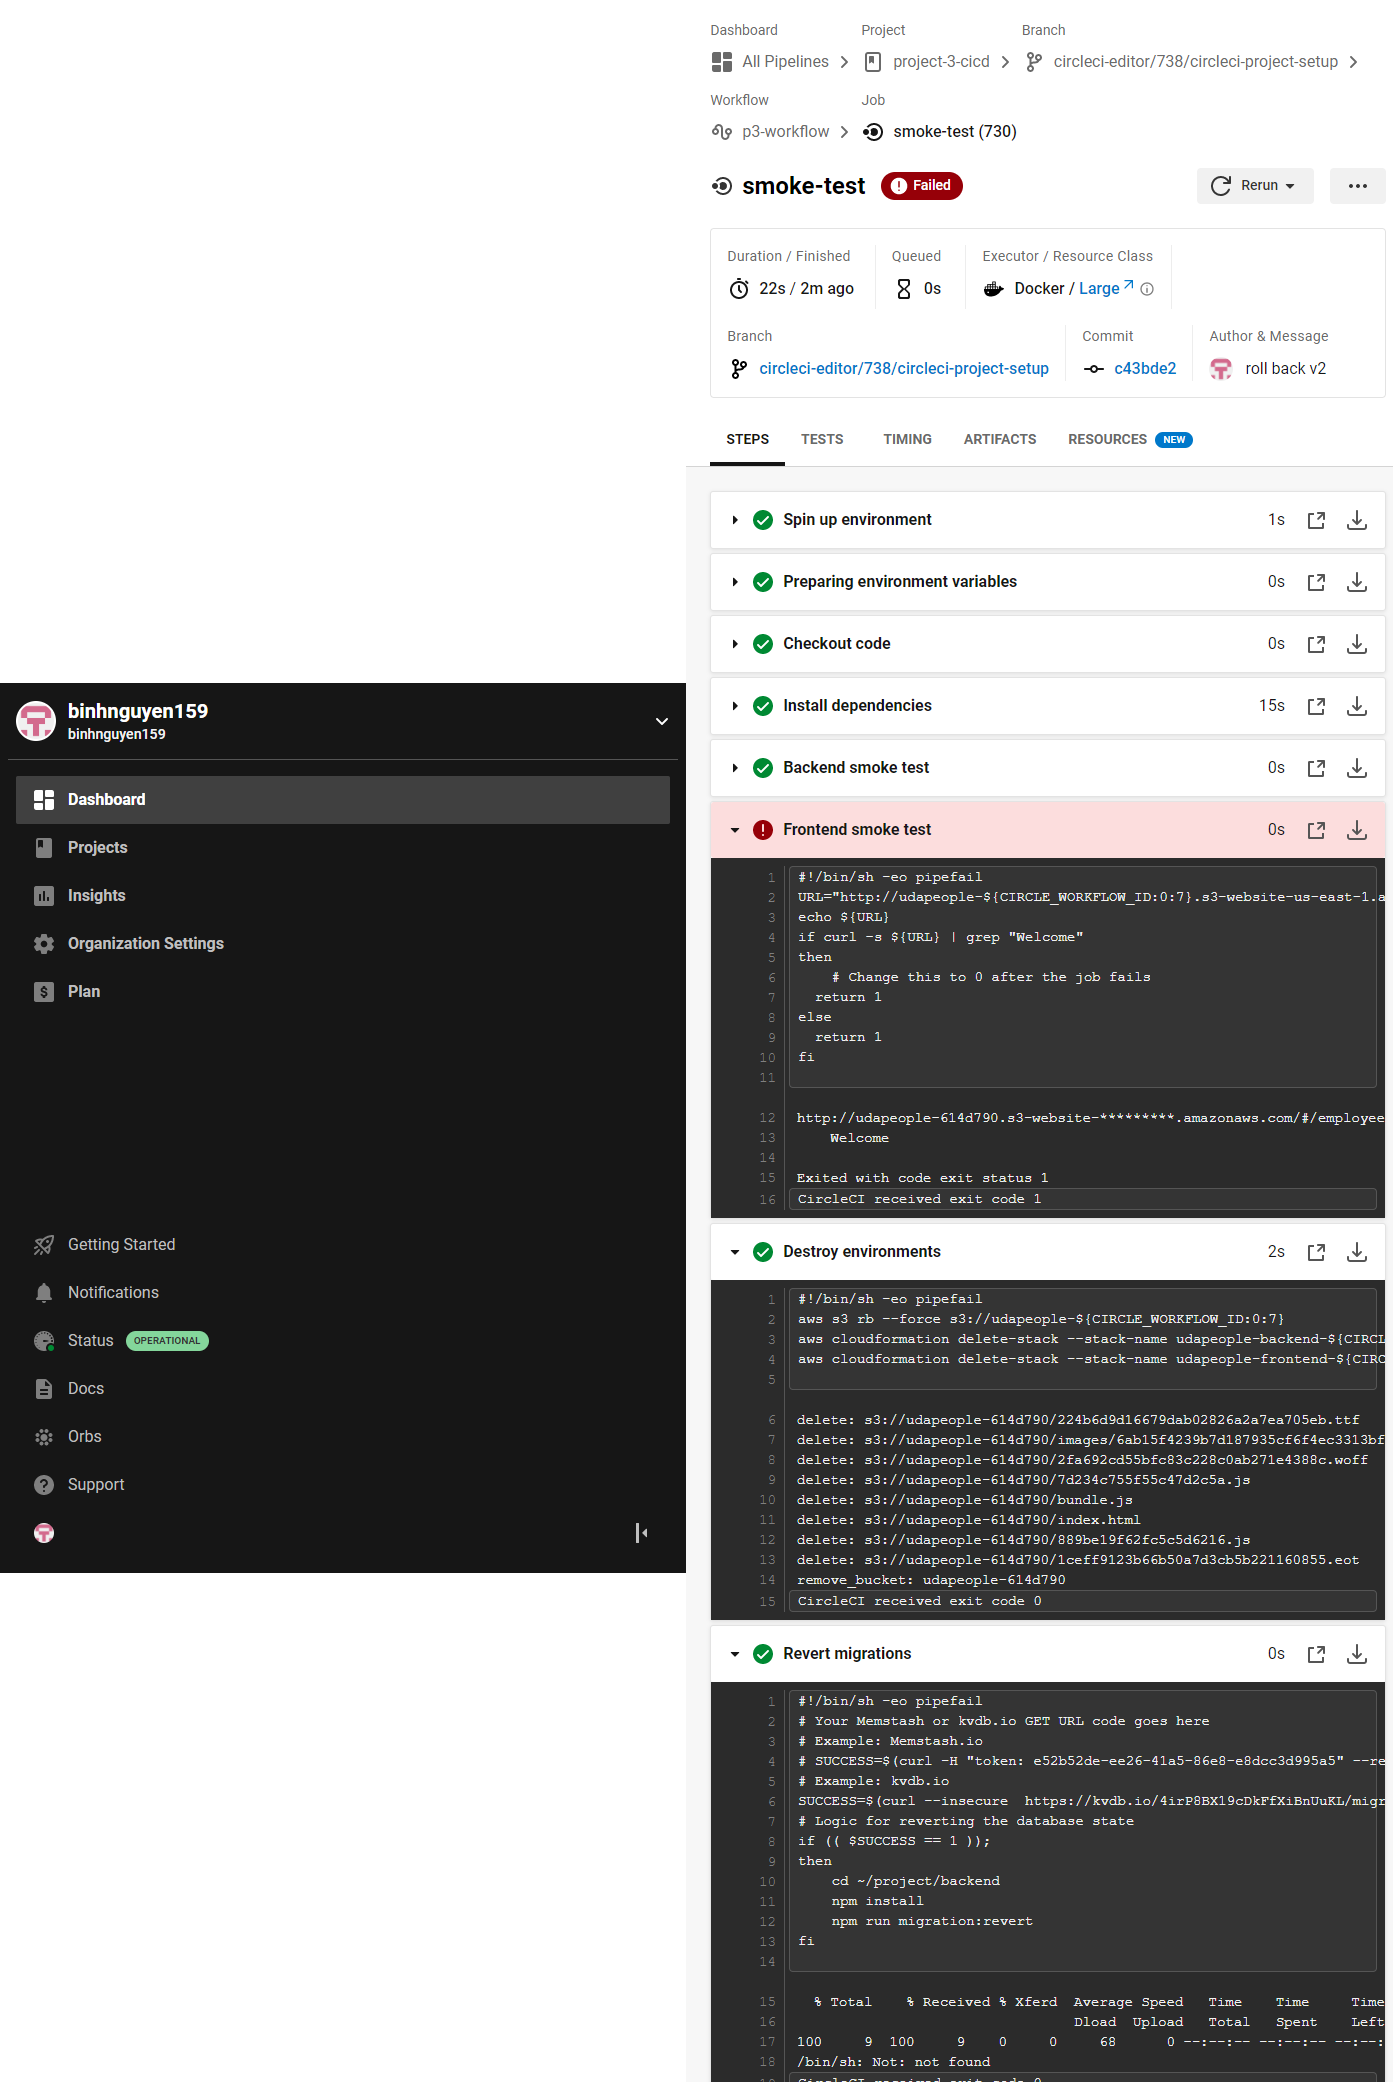 Dashboard
All Pipelines
Project
project-3-cicd
Branch
circleci-editor/738/circleci-project-setup
Workflow
p3-workflow
Job
smoke-test (730)
smoke-test
Failed
Rerun
Duration / Finished
22s / 2m ago
Queued
0s
Executor / Resource Class
Docker / Large
Branch
circleci-editor/738/circleci-project-setup
Commit
c43bde2
Author & Message
roll back v2
STEPS
TESTS
TIMING
ARTIFACTS
RESOURCES NEW
binhnguyen159
binhnguyen159
Dashboard
Projects
Insights
Organization Settings
Plan
Getting Started
Notifications
Status OPERATIONAL
Docs
Orbs
Support
Spin up environment 1s
Preparing environment variables 0s
Checkout code 0s
Install dependencies 15s
Backend smoke test 0s
Frontend smoke test 0s
1 #!/bin/sh -eo pipefail
2 URL="http://udapeople-${CIRCLE_WORKFLOW_ID:0:7}.s3-website-us-east-1.a
3 echo ${URL}
4 if curl -s ${URL} | grep "Welcome"
5 then
6 # Change this to 0 after the job fails
7 return 1
8 else
9 return 1
10 fi
11
12 http://udapeople-614d790.s3-website-*********.amazonaws.com/#/employee
13 Welcome
14
15 Exited with code exit status 1
16 CircleCI received exit code 1
Destroy environments 2s
1 #!/bin/sh -eo pipefail
2 aws s3 rb --force s3://udapeople-${CIRCLE_WORKFLOW_ID:0:7}
3 aws cloudformation delete-stack --stack-name udapeople-backend-${CIRCL
4 aws cloudformation delete-stack --stack-name udapeople-frontend-${CIRC
5
6 delete: s3://udapeople-614d790/224b6d9d16679dab02826a2a7ea705eb.ttf
7 delete: s3://udapeople-614d790/images/6ab15f4239b7d187935cf6f4ec3313bf
8 delete: s3://udapeople-614d790/2fa692cd55bfc83c228c0ab271e4388c.woff
9 delete: s3://udapeople-614d790/7d234c755f55c47d2c5a.js
10 delete: s3://udapeople-614d790/bundle.js
11 delete: s3://udapeople-614d790/index.html
12 delete: s3://udapeople-614d790/889be19f62fc5c5d6216.js
13 delete: s3://udapeople-614d790/1ceff9123b66b50a7d3cb5b221160855.eot
14 remove_bucket: udapeople-614d790
15 CircleCI received exit code 0
Revert migrations 0s
1 #!/bin/sh -eo pipefail
2 # Your Memstash or kvdb.io GET URL code goes here
3 # Example: Memstash.io
4 # SUCCESS=$(curl -H "token: e52b52de-ee26-41a5-86e8-e8dcc3d995a5" --re
5 # Example: kvdb.io
6 SUCCESS=$(curl --insecure https://kvdb.io/4irP8BX19cDkFfXiBnUuKL/migr
7 # Logic for reverting the database state
8 if (( $SUCCESS == 1 ));
9 then
10 cd ~/project/backend
11 npm install
12 npm run migration:revert
13 fi
14
15 % Total % Received % Xferd Average Speed Time Time Time
16 Dload Upload Total Spent Left
17 100 9 100 9 0 0 68 0 --:--:-- --:--:-- --:--:
18 /bin/sh: Not: not found
CircleCI received exit code 0